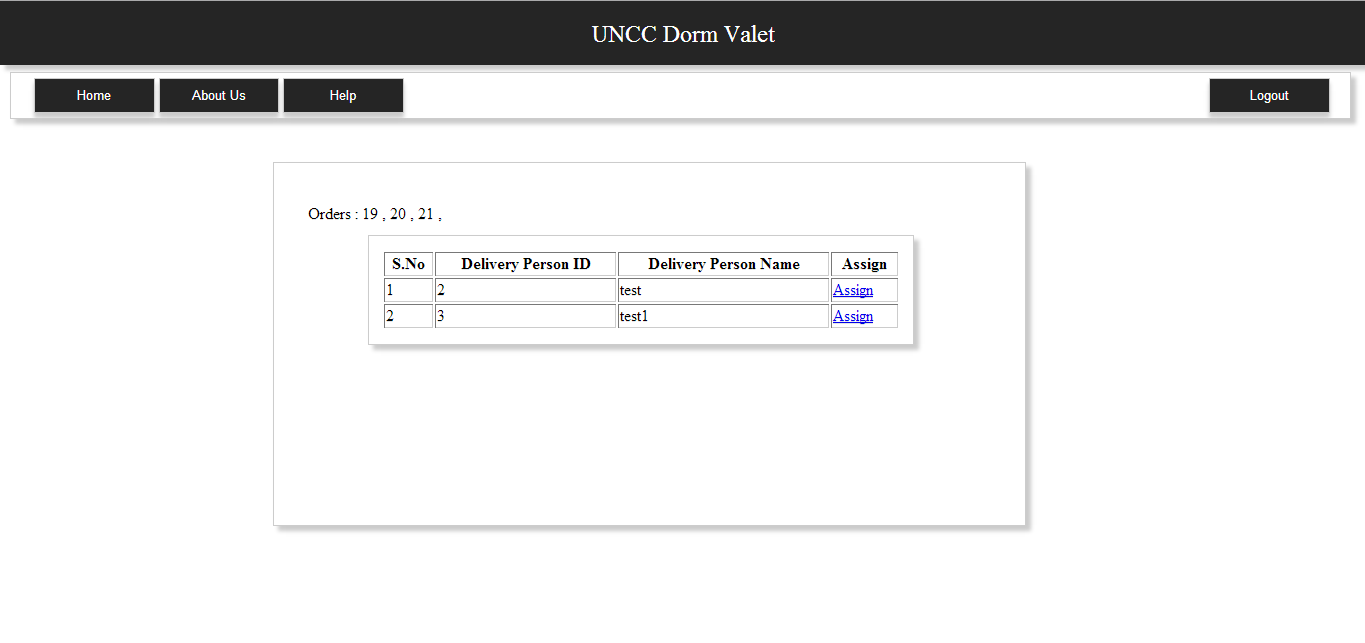 UNCC Dorm Valet
Home About Us Help Logout
Orders : 19 , 20 , 21 ,
S.No Delivery Person ID Delivery Person Name Assign
1 2 test Assign
2 3 test1 Assign